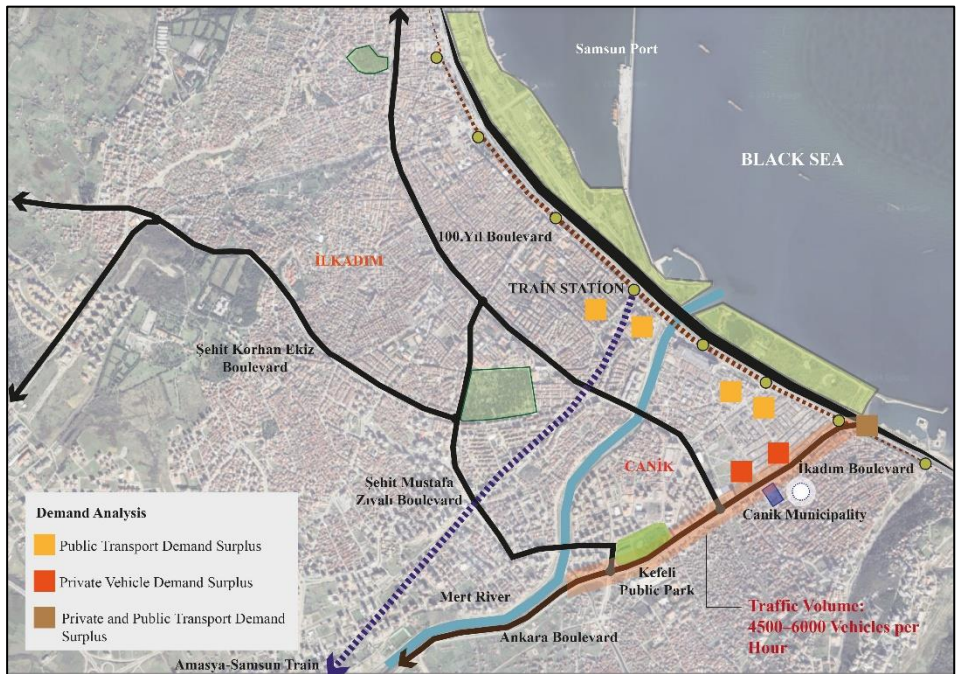 Samsun Port
BLACK SEA
100.Yıl Boulevard
İLKADIM
TRAİN STATİON
Şehit Korhan Ekiz
Boulevard
CANİK
İkadım Boulevard
Şehit Mustafa
Zıvalı Boulevard
Canik Municipality
Kefeli
Public Park
Mert River
Ankara Boulevard
Amasya-Samsun Train
Traffic Volume:
4500–6000 Vehicles per
Hour
Demand Analysis
Public Transport Demand Surplus
Private Vehicle Demand Surplus
Private and Public Transport Demand
Surplus